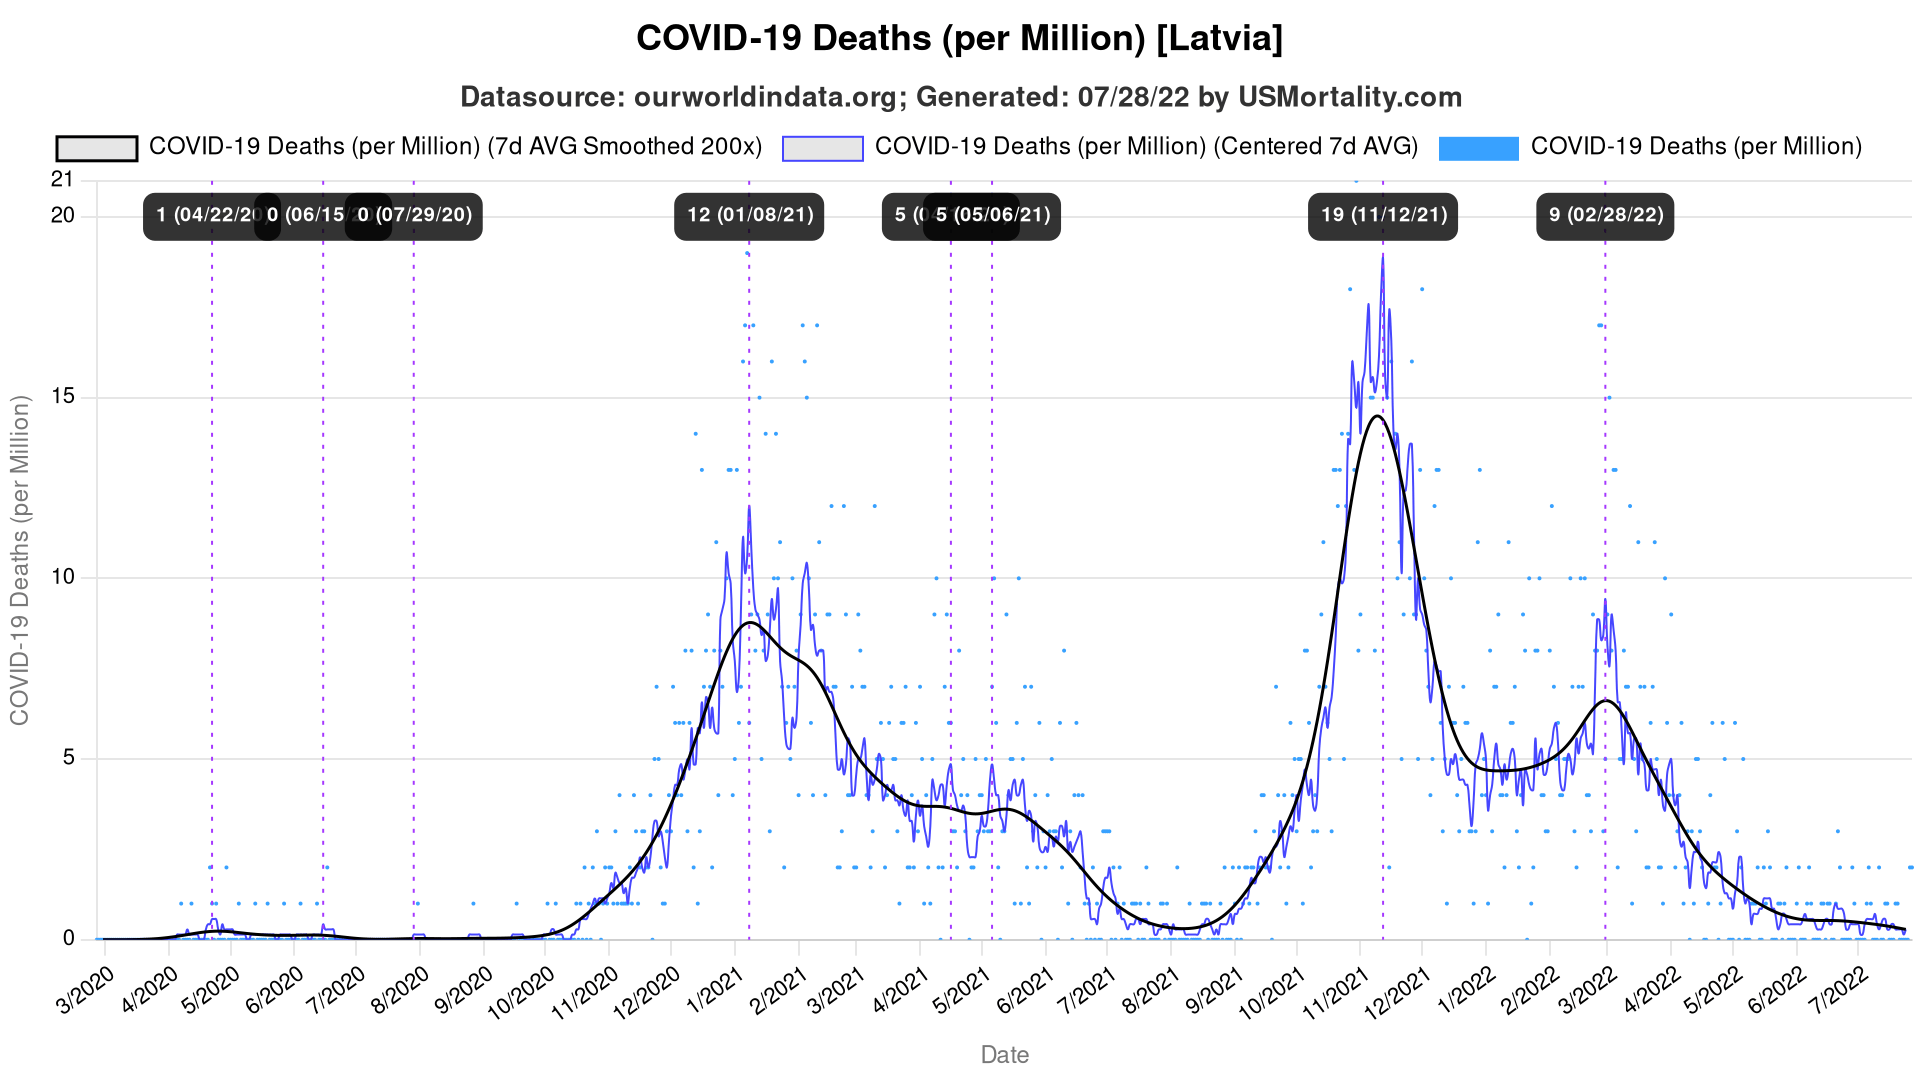 COVID-19 Deaths (per Million) [Latvia]
Datasource: ourworldindata.org; Generated: 07/28/22 by USMortality.com
COVID-19 Deaths (per Million) (7d AVG Smoothed 200x) COVID-19 Deaths (per Million) (Centered 7d AVG) COVID-19 Deaths (per Million)
21
1 (04/22/20) 0 (06/15/ 0 (07/29/20) 12 (01/08/21) 5 5 (05/06/21) 19 (11/12/21) 9 (02/28/22)
20
15
10
5
0
COVID-19 Deaths (per Million)
3/2020 4/2020 5/2020 6/2020 7/2020 8/2020 9/2020 10/2020 11/2020 12/2020 1/2021 2/2021 3/2021 4/2021 5/2021 6/2021 7/2021 8/2021 9/2021 10/2021 11/2021 12/2021 1/2022 2/2022 3/2022 4/2022 5/2022 6/2022 7/2022
Date